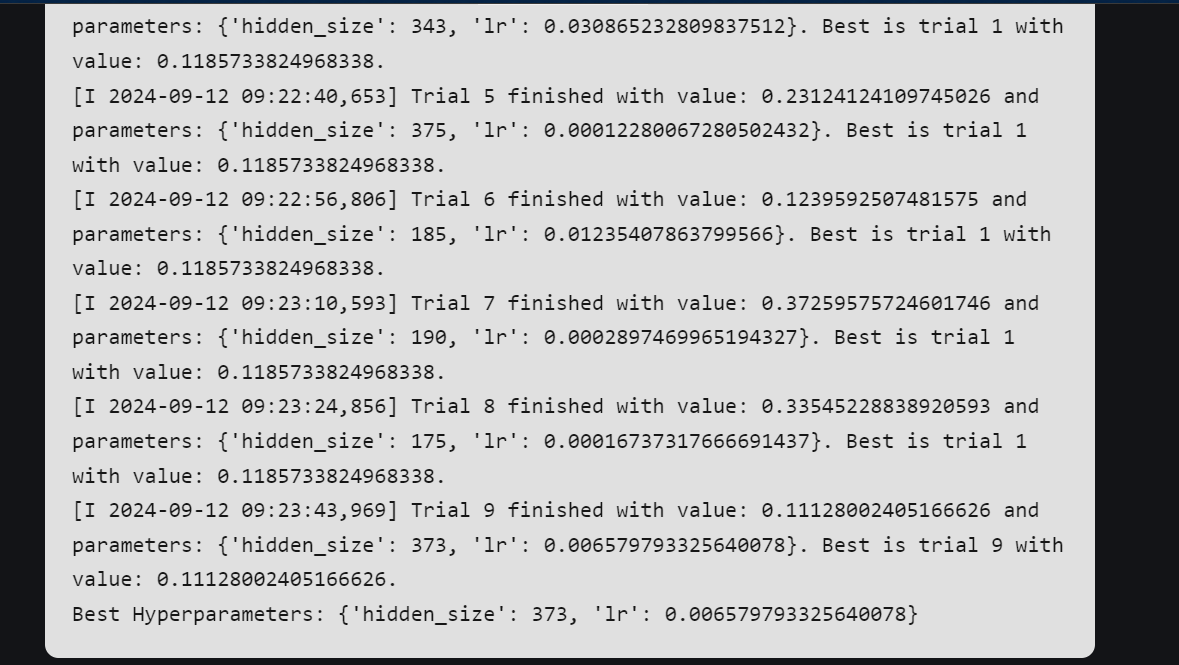 parameters: {'hidden_size': 343, 'lr': 0.030865232809837512}. Best is trial 1 with
value: 0.1185733824968338.
[I 2024-09-12 09:22:40,653] Trial 5 finished with value: 0.23124124109745026 and
parameters: {'hidden_size': 375, 'lr': 0.00012280067280502432}. Best is trial 1
with value: 0.1185733824968338.
[I 2024-09-12 09:22:56,806] Trial 6 finished with value: 0.1239592507481575 and
parameters: {'hidden_size': 185, 'lr': 0.01235407863799566}. Best is trial 1 with
value: 0.1185733824968338.
[I 2024-09-12 09:23:10,593] Trial 7 finished with value: 0.37259575724601746 and
parameters: {'hidden_size': 190, 'lr': 0.0002897469965194327}. Best is trial 1
with value: 0.1185733824968338.
[I 2024-09-12 09:23:24,856] Trial 8 finished with value: 0.33545228838920593 and
parameters: {'hidden_size': 175, 'lr': 0.00016737317666691437}. Best is trial 1
with value: 0.1185733824968338.
[I 2024-09-12 09:23:43,969] Trial 9 finished with value: 0.11128002405166626 and
parameters: {'hidden_size': 373, 'lr': 0.006579793325640078}. Best is trial 9 with
value: 0.11128002405166626.
Best Hyperparameters: {'hidden_size': 373, 'lr': 0.006579793325640078}